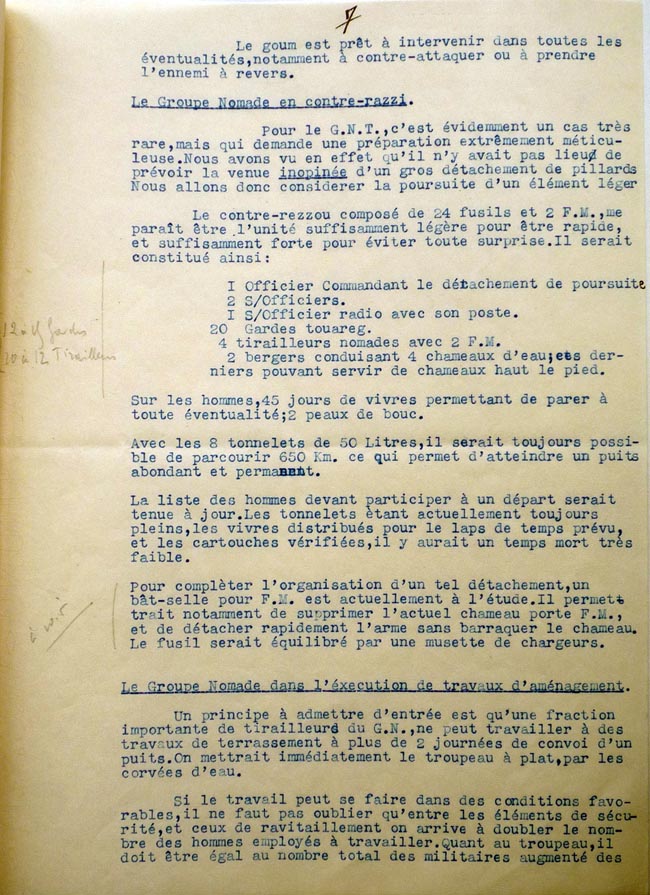 7
Le goum est prêt à intervenir dans toutes les
éventualités,notamment à contre-attaquer ou à prendre
l'ennemi à revers.
Le Groupe Nomade en contre-razzi.
Pour le G.N.T.,c'est évidemment un cas très
rare,mais qui demande une préparation extrêmement méticu-
leuse.Nous avons vu en effet qu'il n'y avait pas lieu de
prévoir la venue inopinée d'un gros détachement de pillards
Nous allons donc considerer la poursuite d'un élément léger
Le contre-rezzou composé de 24 fusils et 2 F.M.,me
paraît être l'unité suffisamment légère pour être rapide,
et suffisamment forte pour éviter toute surprise.Il serait
constitué ainsi:
I Officier Commandant le détachement de poursuite
2 S/Officiers.
I S/Officier radio avec son poste.
20 Gardes touareg.
4 tirailleurs nomades avec 2 F.M.
2 bergers conduisant 4 chameaux d'eau;ces der-
niers pouvant servir de chameaux haut le pied.
12 à 15 Gardes
10 à 12 Tirailleurs
Sur les hommes,45 jours de vivres permettant de parer à
toute éventualité;2 peaux de bouc.
Avec les 8 tonnelets de 50 Litres,il serait toujours possi-
ble de parcourir 650 Km. ce qui permet d'atteindre un puits
abondant et permanent.
La liste des hommes devant participer à un départ serait
tenue à jour.Les tonnelets ètant actuellement toujours
pleins,les vivres distribués pour le laps de temps prévu,
et les cartouches vérifiées,il y aurait un temps mort très
faible.
Pour complèter l'organisation d'un tel détachement,un
bât-selle pour F.M. est actuellement à l'étude.Il permet-
trait notamment de supprimer l'actuel chameau porte F.M.,
et de détacher rapidement l'arme sans barraquer le chameau.
Le fusil serait équilibré par une musette de chargeurs.
à voir
Le Groupe Nomade dans l'éxecution de travaux d'aménagement.
Un principe à admettre d'entrée est qu'une fraction
importante de tirailleurs du G.N.,ne peut travailler à des
travaux de terrassement à plus de 2 journées de convoi d'un
puits.On mettrait immédiatement le troupeau à plat,par les
corvées d'eau.
Si le travail peut se faire dans des conditions favo-
rables,il ne faut pas oublier qu'entre les éléments de sécu-
rité,et ceux de ravitaillement on arrive à doubler le nom-
bre des hommes employés à travailler.Quant au troupeau,il
doit être égal au nombre total des militaires augmenté des